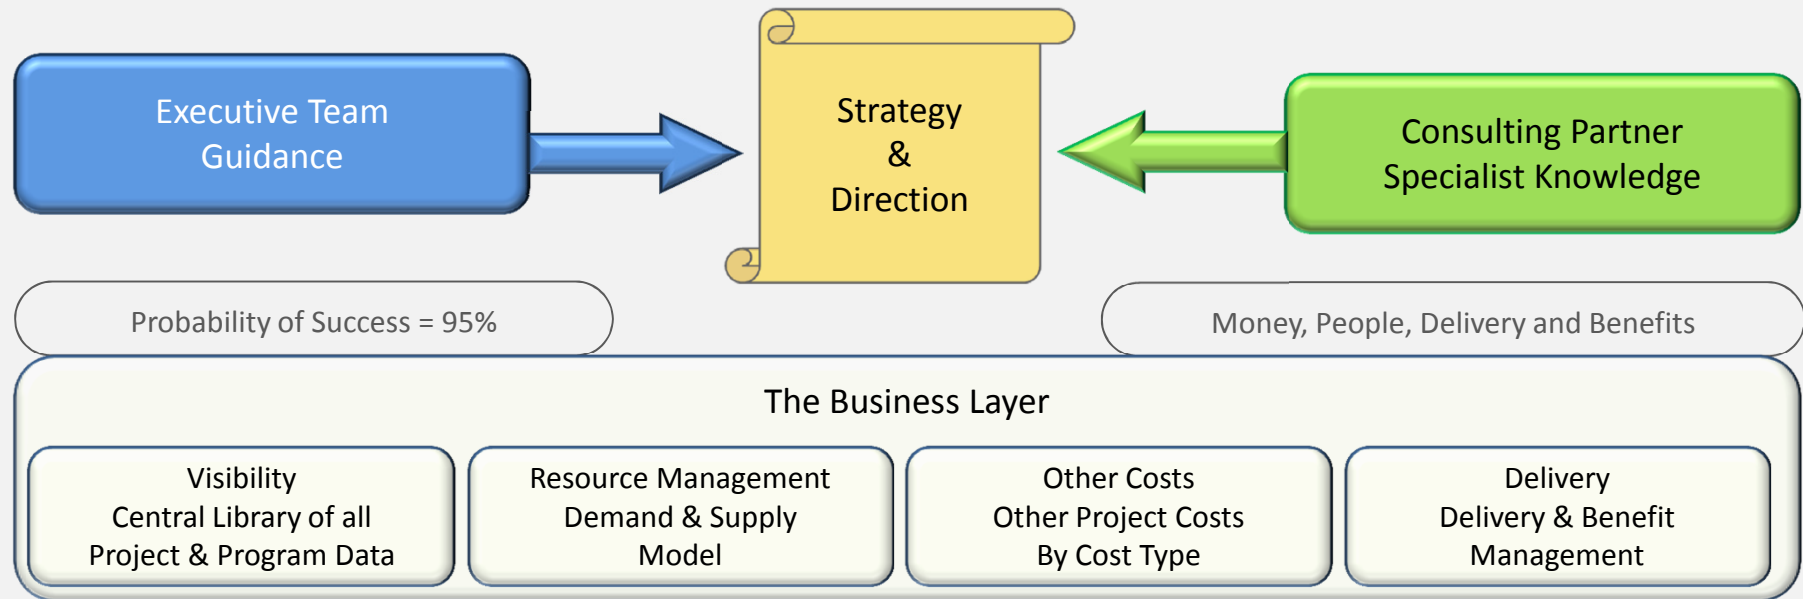 Executive Team
Guidance
Strategy
&
Direction
Consulting Partner
Specialist Knowledge
Probability of Success = 95%
Money, People, Delivery and Benefits
The Business Layer
Visibility
Central Library of all
Project & Program Data
Resource Management
Demand & Supply
Model
Other Costs
Other Project Costs
By Cost Type
Delivery
Delivery & Benefit
Management